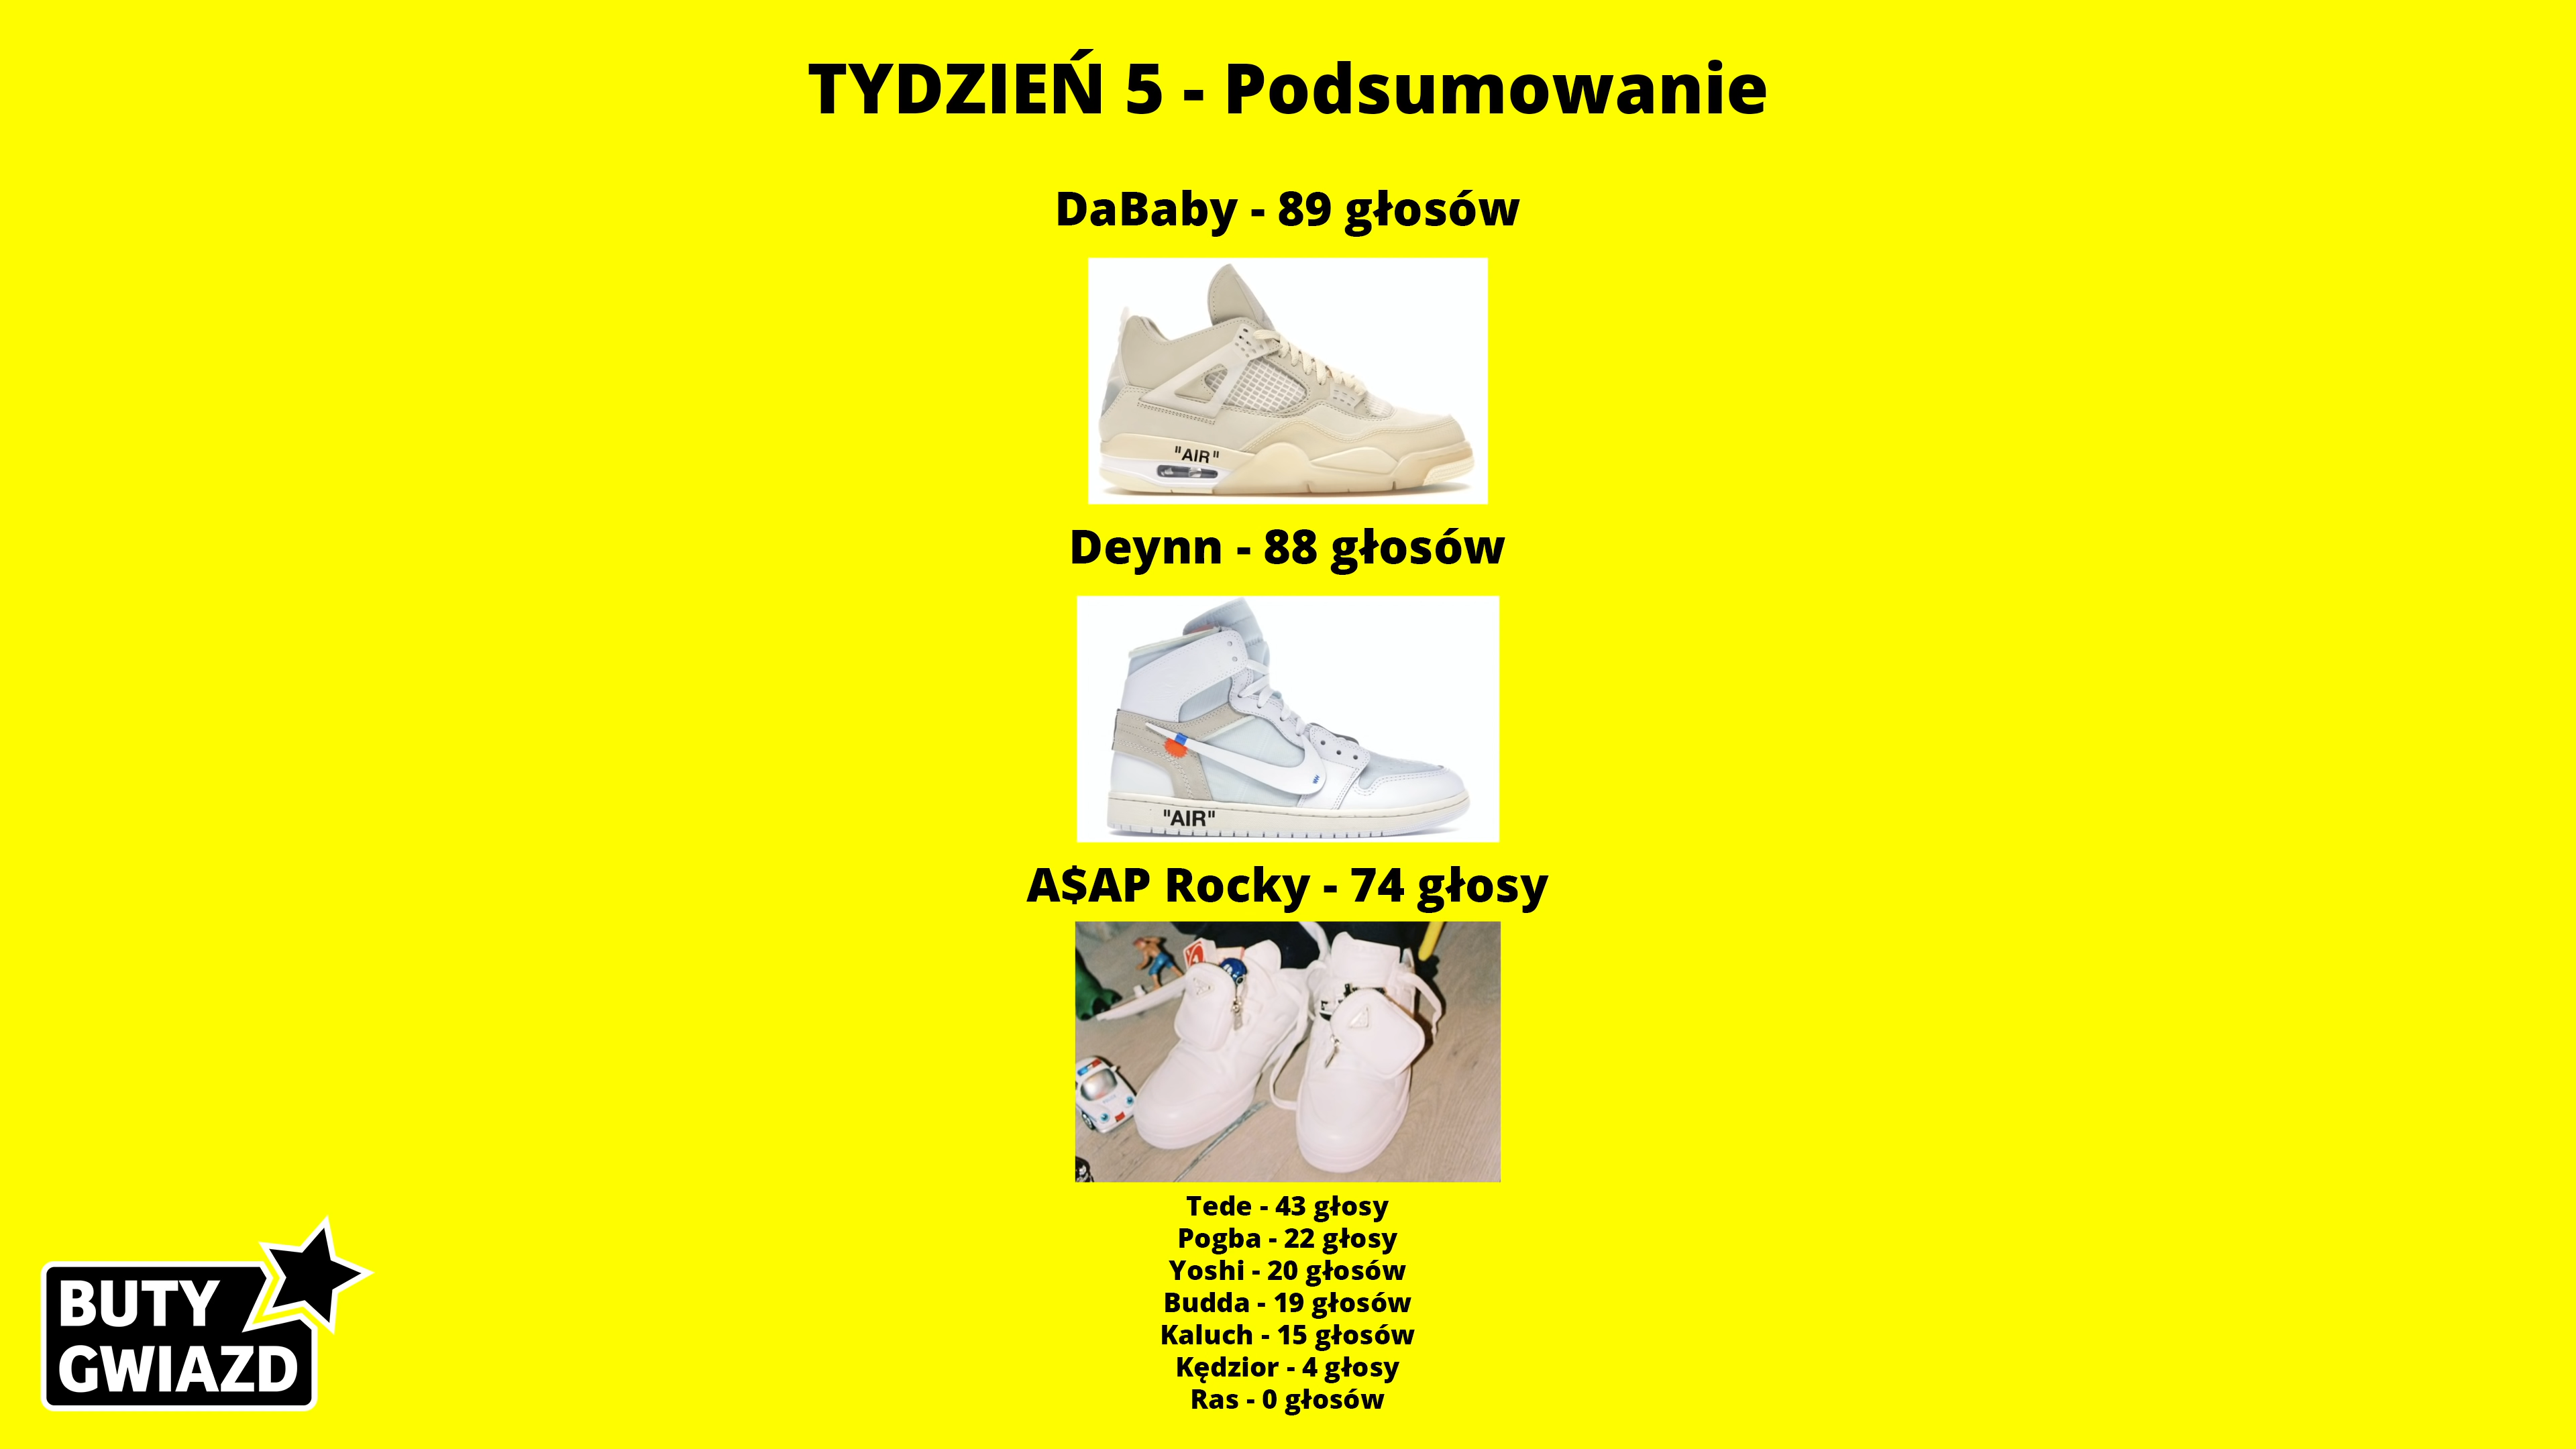 TYDZIEŃ 5 - Podsumowanie
DaBaby - 89 głosów
"AIR"
Deynn - 88 głosów
"AIR"
A$AP Rocky - 74 głosy
Tede - 43 głosy
Pogba - 22 głosy
Yoshi - 20 głosów
Budda - 19 głosów
Kaluch - 15 głosów
Kędzior - 4 głosy
Ras - 0 głosów
BUTY
GWIAZD